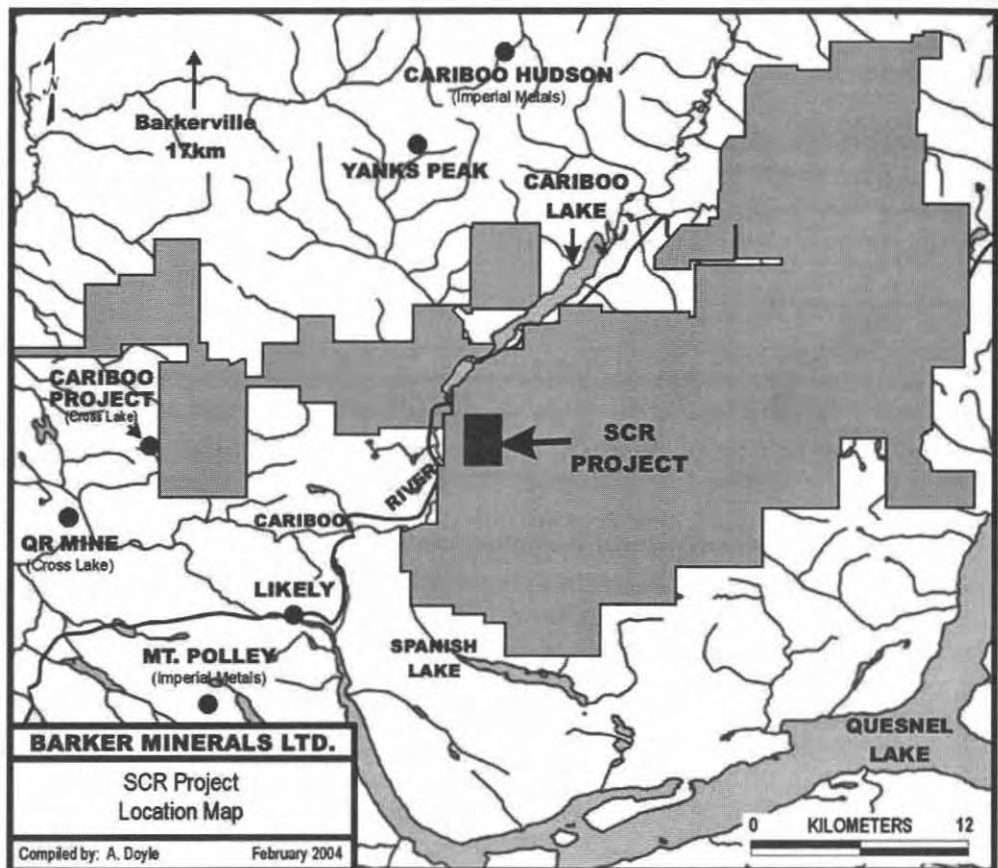 CARIBOO HUDSON
(Imperial Metals)
Barkerville
17km
YANKS PEAK
CARIBOO
LAKE
CARIBOO
PROJECT
(Cross Lake)
SCR
PROJECT
RIVER
CARIBOO
QR MINE
(Cross Lake)
LIKELY
MT. POLLEY
(Imperial Metals)
SPANISH
LAKE
QUESNEL
LAKE
BARKER MINERALS LTD.
SCR Project
Location Map
Compiled by: A. Doyle February 2004
0 KILOMETERS 12